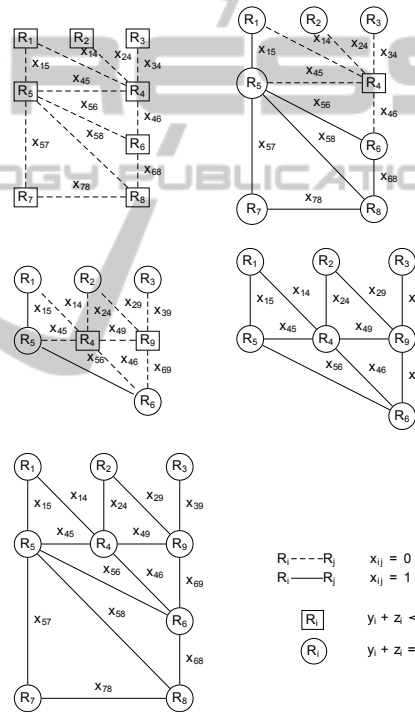 R1 R2 R3
x14 x24
x15 x34
x45
R5 R4
x56 x46
x58 R6
x57 x68
x78
R7 R8
R1 R2 R3
x14 x24
x15 x34
x45
R5 R4
x56 x46
x58 R6
x57 x68
x78
R7 R8
R1 R2 R3
x14 x29
x15 x24 x39
x45 x49
R5 R4 R9
x56 x46 x69
R6
R1 R2 R3
x14 x29
x15 x24
x45 x49
R5 R4 R9
x56 x46
R6
R1 R2 R3
x14 x29
x15 x24 x39
x45 x49
R5 R4 R9
x56 x46 x69
x58 R6
x57 x68
x78
R7 R8
Ri Rj xij = 0
Ri Rj xij = 1
Ri yi + zi <
Ri yi + zi =
LOGY PUBLICATIO